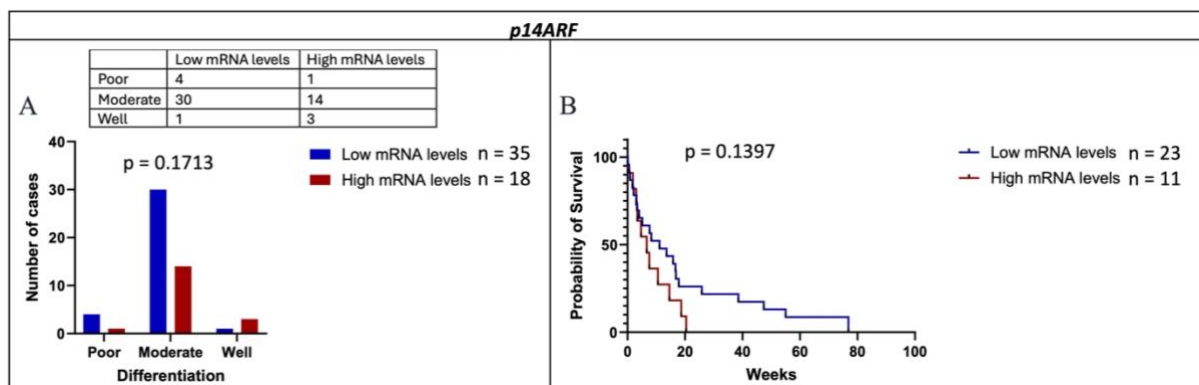 p14ARF
Low mRNA levels High mRNA levels
Poor 4 1
Moderate 30 14
Well 1 3
A
p = 0.1713
Low mRNA levels n = 35
High mRNA levels n = 18
Number of cases
40
30
20
10
0
Poor Moderate Well
Differentiation
B
p = 0.1397
Low mRNA levels n = 23
High mRNA levels n = 11
Probability of Survival
100
50
0
0 20 40 60 80 100
Weeks